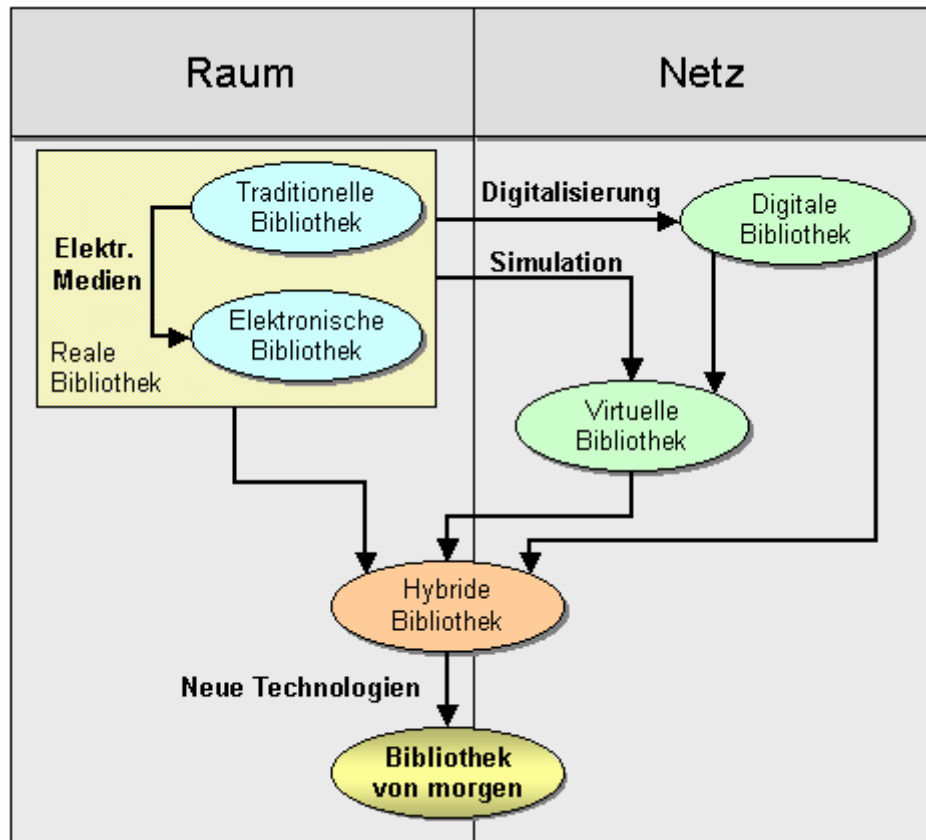 Raum
Netz
Traditionelle
Bibliothek
Digitalisierung
Digitale
Bibliothek
Elektr.
Medien
Simulation
Elektronische
Bibliothek
Reale
Bibliothek
Virtuelle
Bibliothek
Hybride
Bibliothek
Neue Technologien
Bibliothek
von morgen